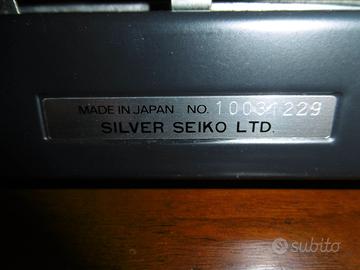 MADE IN JAPAN NO. 10031229
SILVER SEIKO LTD.
subito